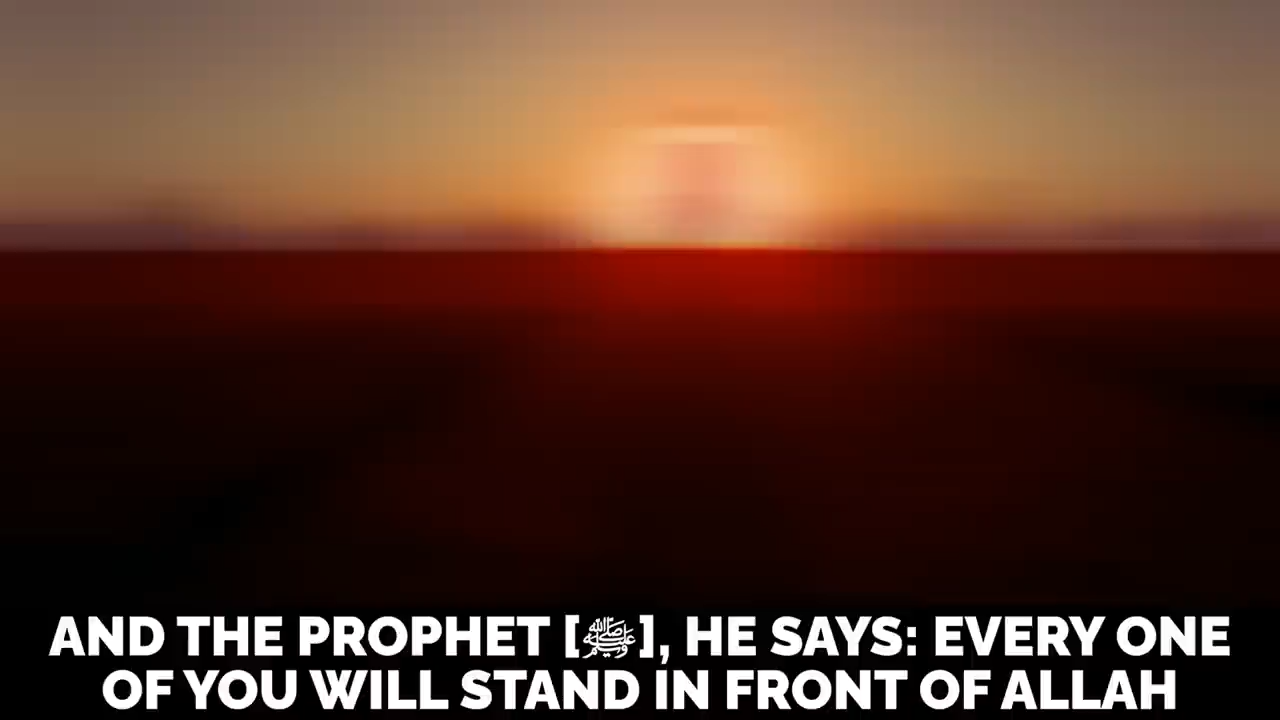 AND THE PROPHET [ﷺ], HE SAYS: EVERY ONE
OF YOU WILL STAND IN FRONT OF ALLAH